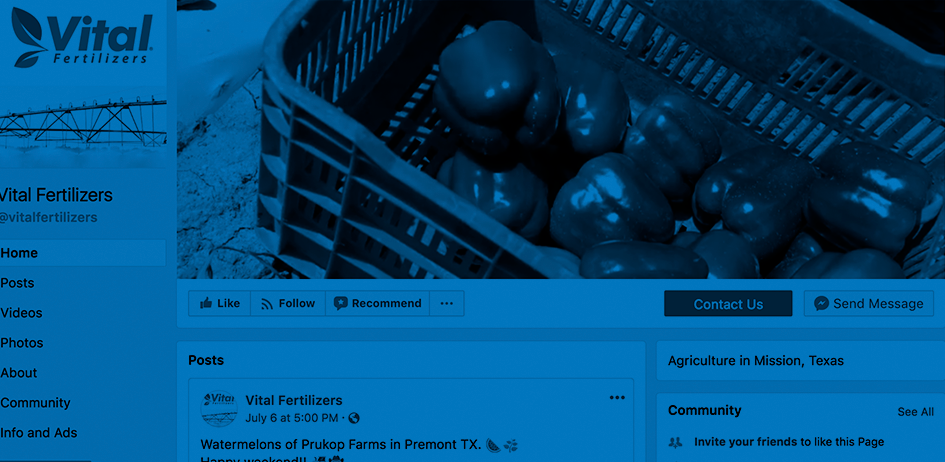 Vital
Fertilizers
Vital Fertilizers
@vitalfertilizers
Home
Posts
Videos
Photos
About
Community
Info and Ads
Like
Follow
Recommend
Contact Us
Send Message
Posts
Vital
Vital Fertilizers
July 6 at 5:00 PM ·
Watermelons of Prukop Farms in Premont TX. 🍉🌿
Happy weekend!!
Agriculture in Mission, Texas
Community
See All
Invite your friends to like this Page